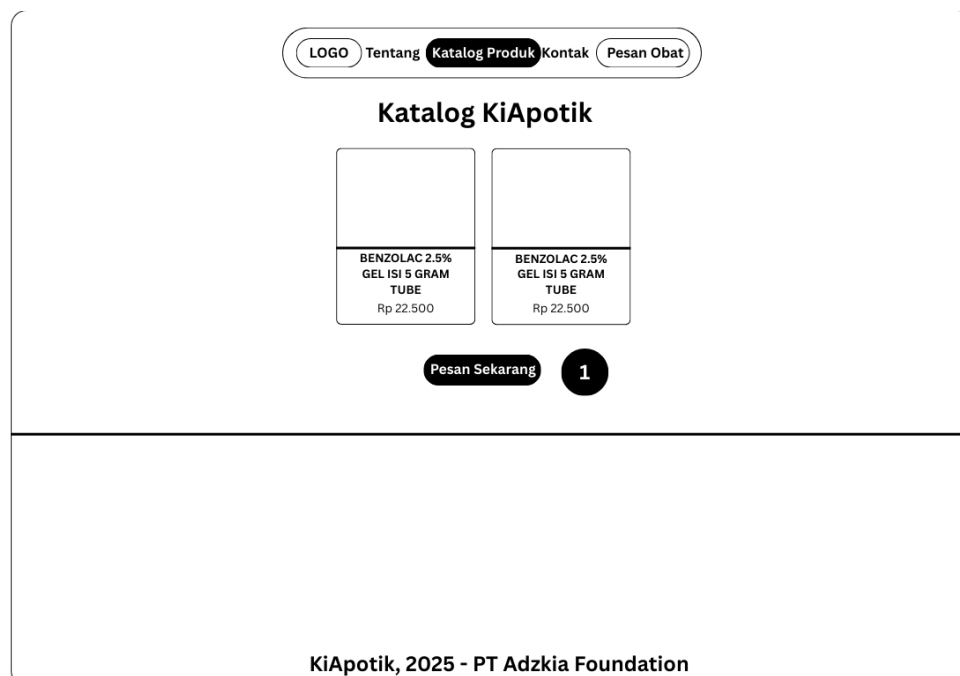 LOGO Tentang Katalog Produk Kontak Pesan Obat
Katalog KiApotik
BENZOLAC 2.5%
GEL ISI 5 GRAM
TUBE
Rp 22.500
BENZOLAC 2.5%
GEL ISI 5 GRAM
TUBE
Rp 22.500
Pesan Sekarang 1
KiApotik, 2025 - PT Adzkia Foundation